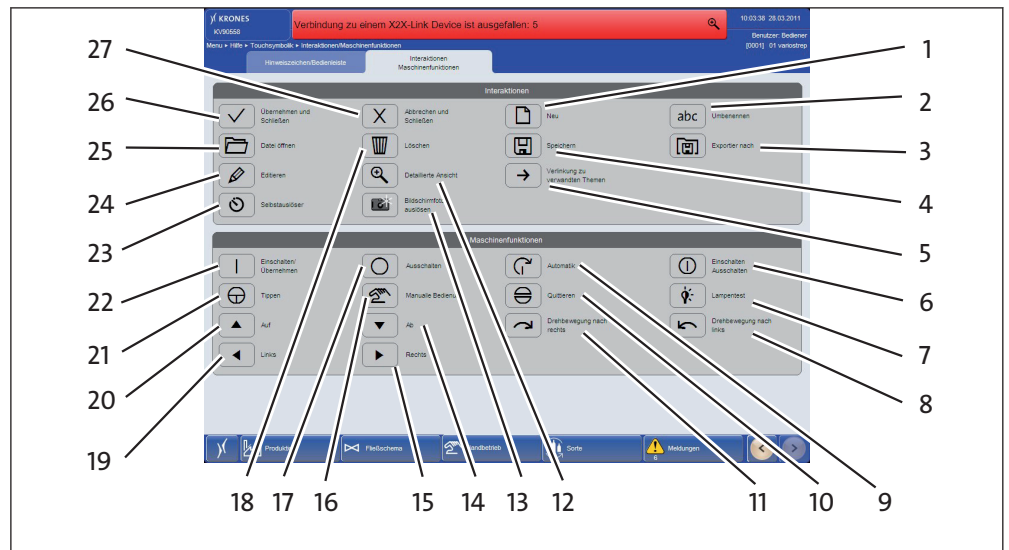 KRONES
KV90558
Verbindung zu einem X2X-Link Device ist ausgefallen: 5
10:03:38 28.03.2011
Benutzer: Bediener
[0001] 01 variostrep
Menu ▸ Hilfe ▸ Touchsymbolik ▸ Interaktionen/Maschinenfunktionen
Hinweiszeichen/Bedienleiste
Interaktionen
Maschinenfunktionen
Interaktionen
Übernehmen und
Schließen
Abbrechen und
Schließen
Neu
abc
Umbenennen
Datei öffnen
Löschen
Speichern
Exportier nach
Editieren
Detaillierte Ansicht
Verlinkung zu
verwandten Themen
Selbstauslöser
Bildschirmfoto
auslösen
Maschinenfunktionen
Einschalten/
Übernehmen
Ausschalten
Automatik
Einschalten
Ausschalten
Tippen
Manuelle
Quittieren
Lampentest
Auf
Ab
Drehbewegung nach
rechts
Drehbewegung nach
links
Links
Rechts
Fließschema
Handbetrieb
Sorte
6
Meldungen
27
26
25
24
23
22
21
20
19
18
17
16
15
14
13
12
11
10
9
1
2
3
4
5
6
7
8